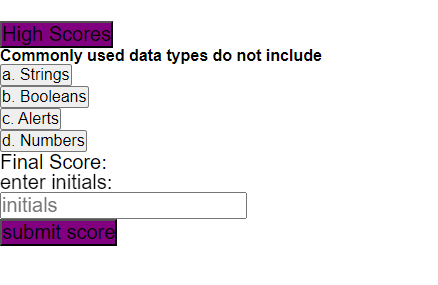 High Scores
Commonly used data types do not include
a. Strings
b. Booleans
c. Alerts
d. Numbers
Final Score:
enter initials:
initials
submit score